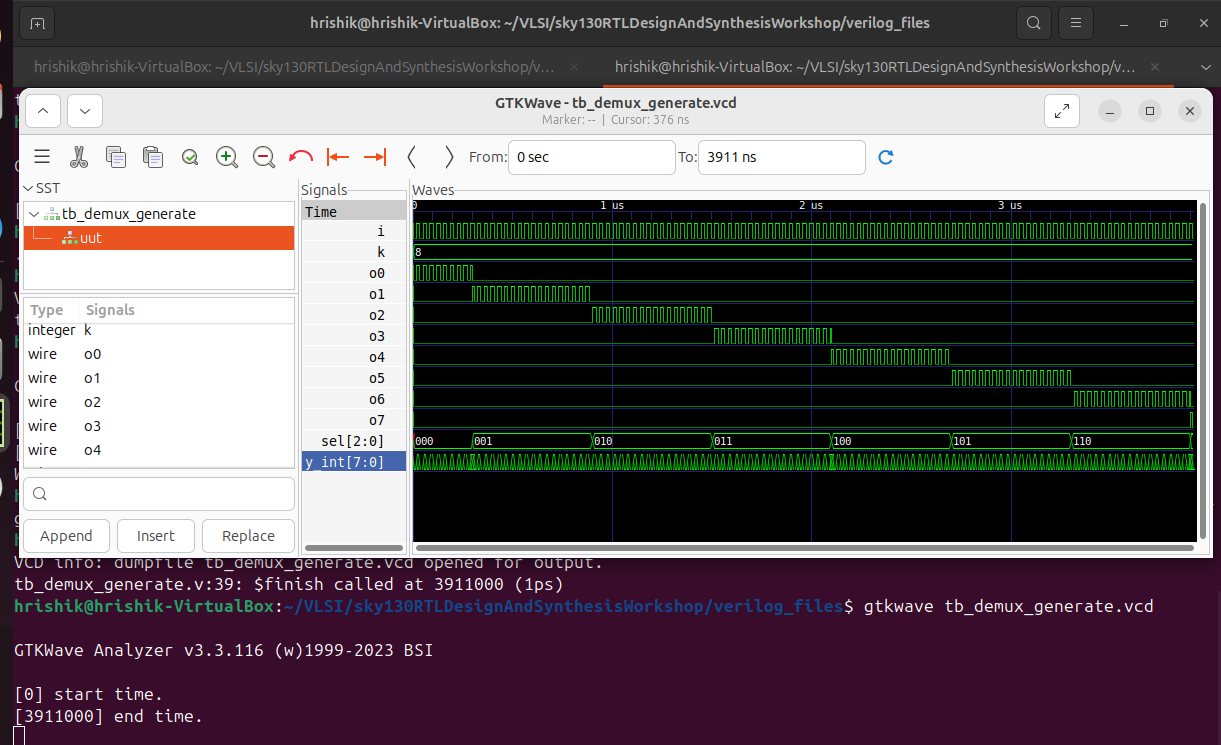 hrishik@hrishik-VirtualBox: ~/VLSI/sky130RTLDesignAndSynthesisWorkshop/verilog_files
hrishik@hrishik-VirtualBox: ~/VLSI/sky130RTLDesignAndSynthesisWorkshop/v...
hrishik@hrishik-VirtualBox: ~/VLSI/sky130RTLDesignAndSynthesisWorkshop/v...
GTKWave - tb_demux_generate.vcd
Marker: -- | Cursor: 376 ns
From: 0 sec To: 3911 ns
SST
tb_demux_generate
uut
Type Signals
integer k
wire o0
wire o1
wire o2
wire o3
wire o4
Append Insert Replace
Signals
Time
i
k
o0
o1
o2
o3
o4
o5
o6
o7
sel[2:0]
y_int[7:0]
Waves
0 1 us 2 us 3 us
8
000 001 010 011 100 101 110
VCD info: dumpfile tb_demux_generate.vcd opened for output.
tb_demux_generate.v:39: $finish called at 3911000 (1ps)
hrishik@hrishik-VirtualBox:~/VLSI/sky130RTLDesignAndSynthesisWorkshop/verilog_files$ gtkwave tb_demux_generate.vcd
GTKWave Analyzer v3.3.116 (w)1999-2023 BSI
[0] start time.
[3911000] end time.